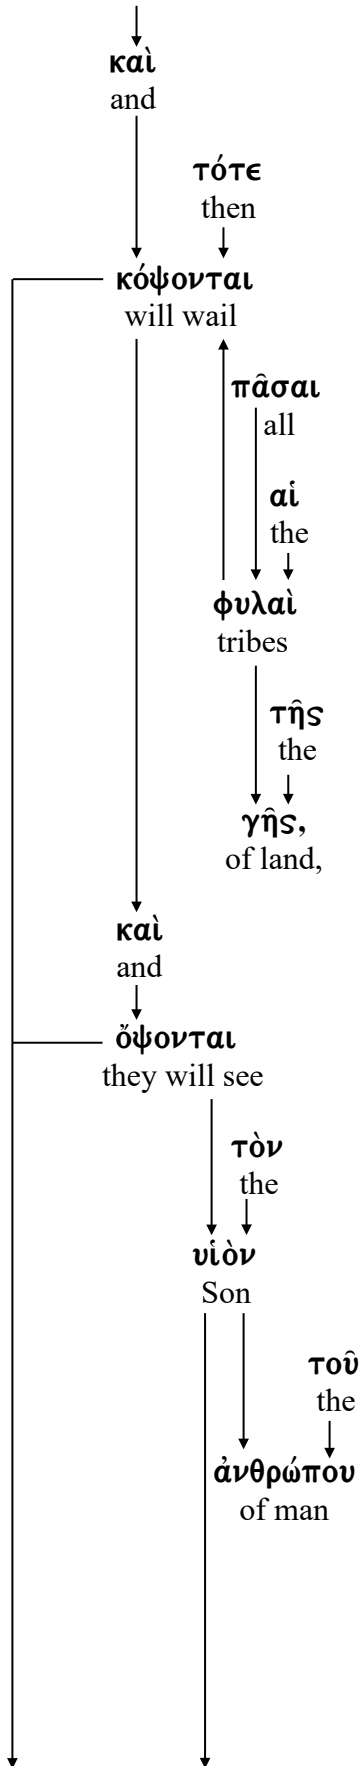 καὶ
and
τότε
then
κόψονται
will wail
πᾶσαι
all
αἱ
the
φυλαὶ
tribes
τῆς
the
γῆς,
of land,
καὶ
and
ὄψονται
they will see
τὸν
the
υἱὸν
Son
τοῦ
the
ἀνθρώπου
of man